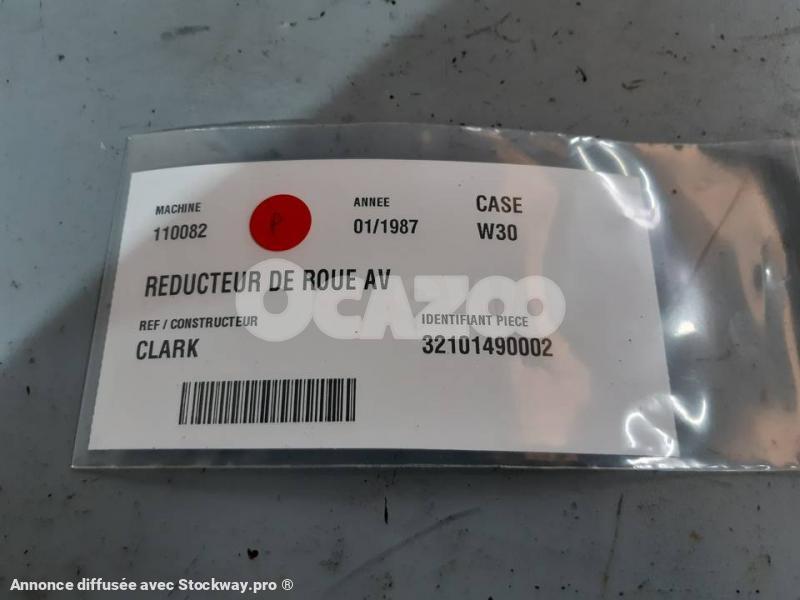 MACHINE
110082
P
ANNEE
01/1987
CASE
W30
REDUCTEUR DE ROUE AV
OCAZOO
REF / CONSTRUCTEUR
CLARK
IDENTIFIANT PIECE
32101490002
Annonce diffusée avec Stockway.pro ®